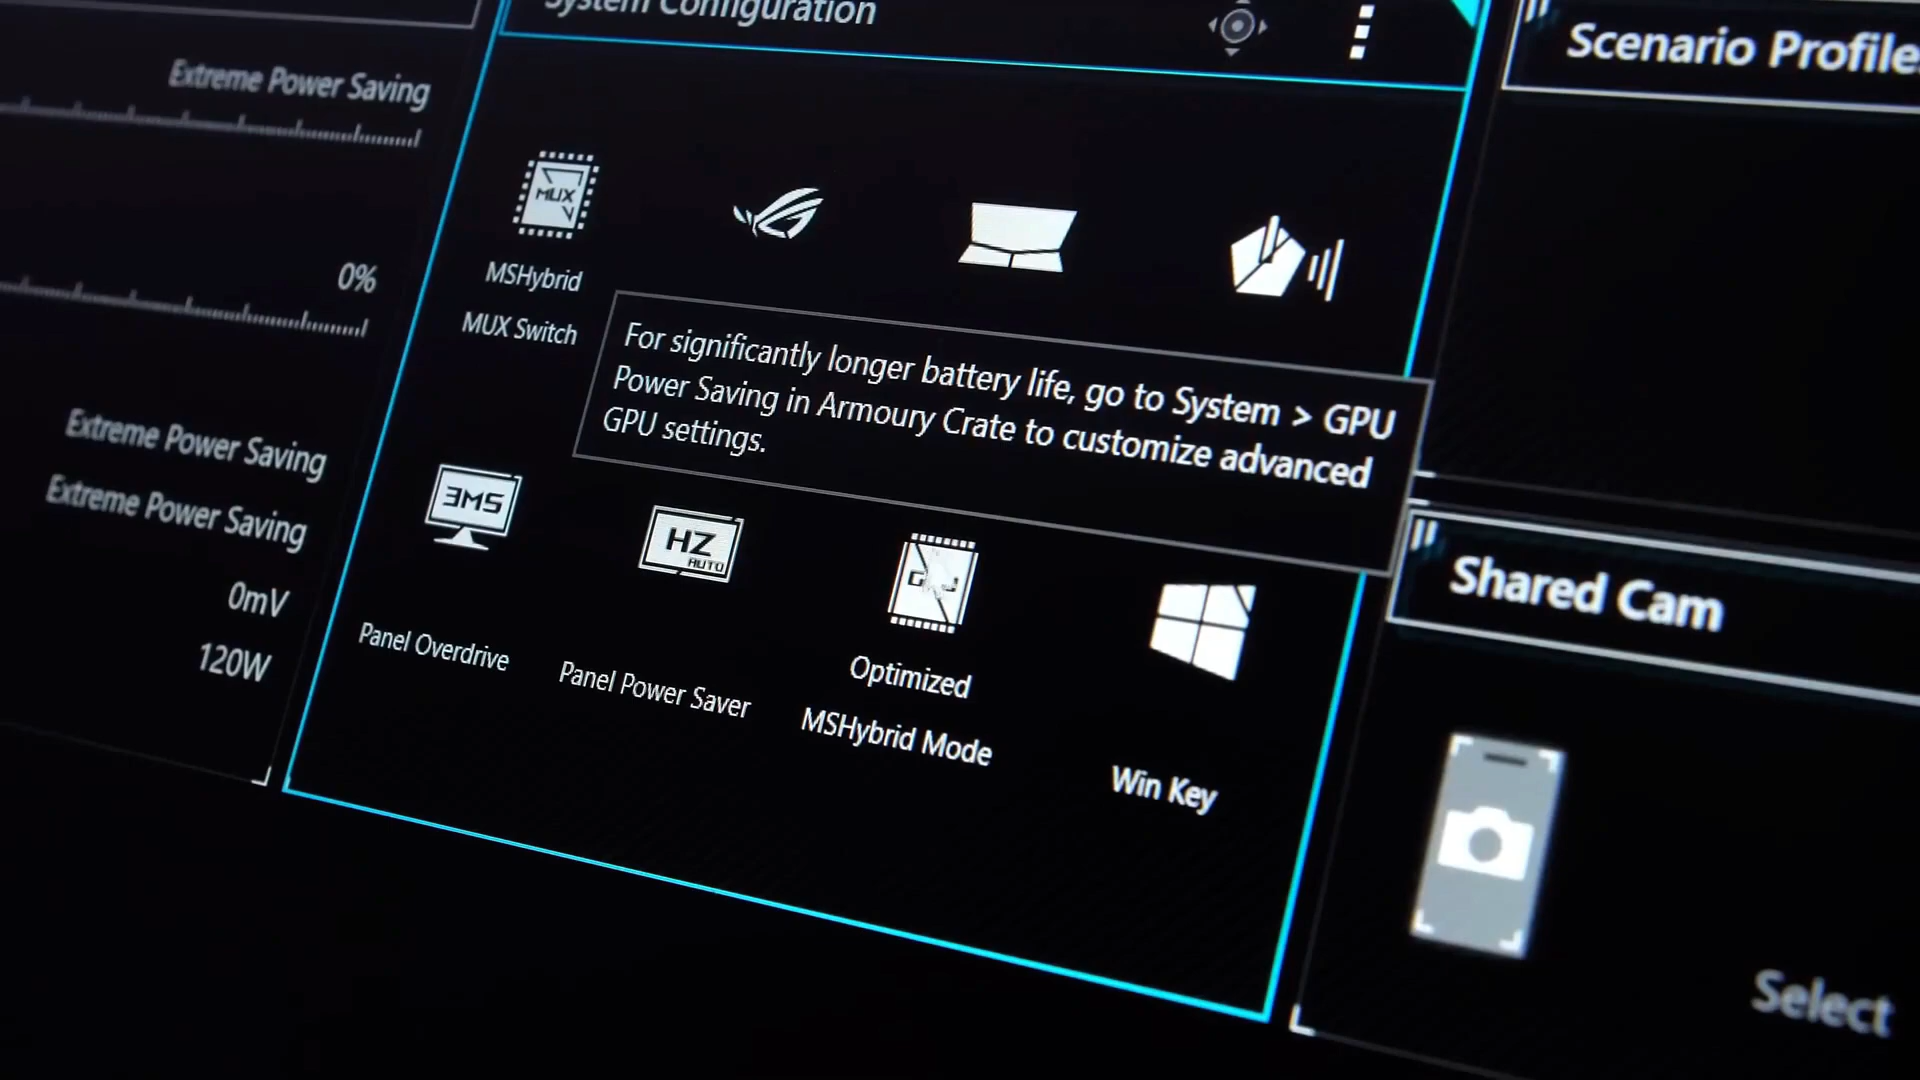 System Configuration
Scenario Profile
Extreme Power Saving
MUX
MSHybrid
MUX Switch
0%
For significantly longer battery life, go to System > GPU
Power Saving in Armoury Crate to customize advanced
GPU settings.
Extreme Power Saving
Extreme Power Saving
0mV
120W
3MS
Panel Overdrive
HZ
AUTO
Panel Power Saver
Optimized
MSHybrid Mode
Win Key
Shared Cam
Select